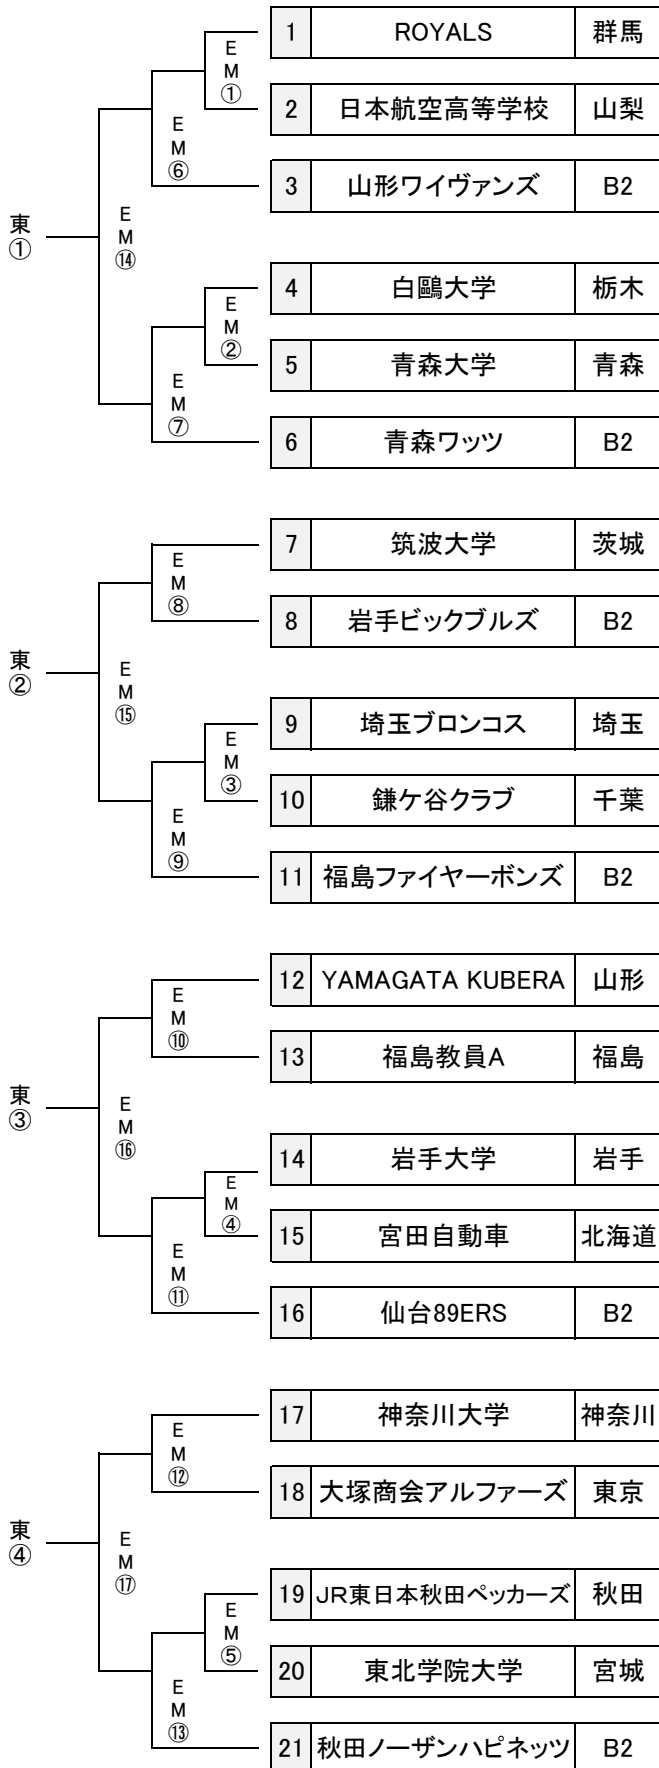 1 ROYALS 群馬
E
M
①
2 日本航空高等学校 山梨
E
M
⑥
3 山形ワイヴァンズ B2
東
①
E
M
⑭
4 白鷗大学 栃木
E
M
②
5 青森大学 青森
E
M
⑦
6 青森ワッツ B2
7 筑波大学 茨城
E
M
⑧
8 岩手ビックブルズ B2
東
②
E
M
⑮
9 埼玉ブロンコス 埼玉
E
M
③
10 鎌ケ谷クラブ 千葉
E
M
⑨
11 福島ファイヤーボンズ B2
12 YAMAGATA KUBERA 山形
E
M
⑩
13 福島教員A 福島
東
③
E
M
⑯
14 岩手大学 岩手
E
M
④
15 宮田自動車 北海道
E
M
⑪
16 仙台89ERS B2
17 神奈川大学 神奈川
E
M
⑫
18 大塚商会アルファーズ 東京
東
④
E
M
⑰
19 JR東日本秋田ペッカーズ 秋田
E
M
⑤
20 東北学院大学 宮城
E
M
⑬
21 秋田ノーザンハピネッツ B2